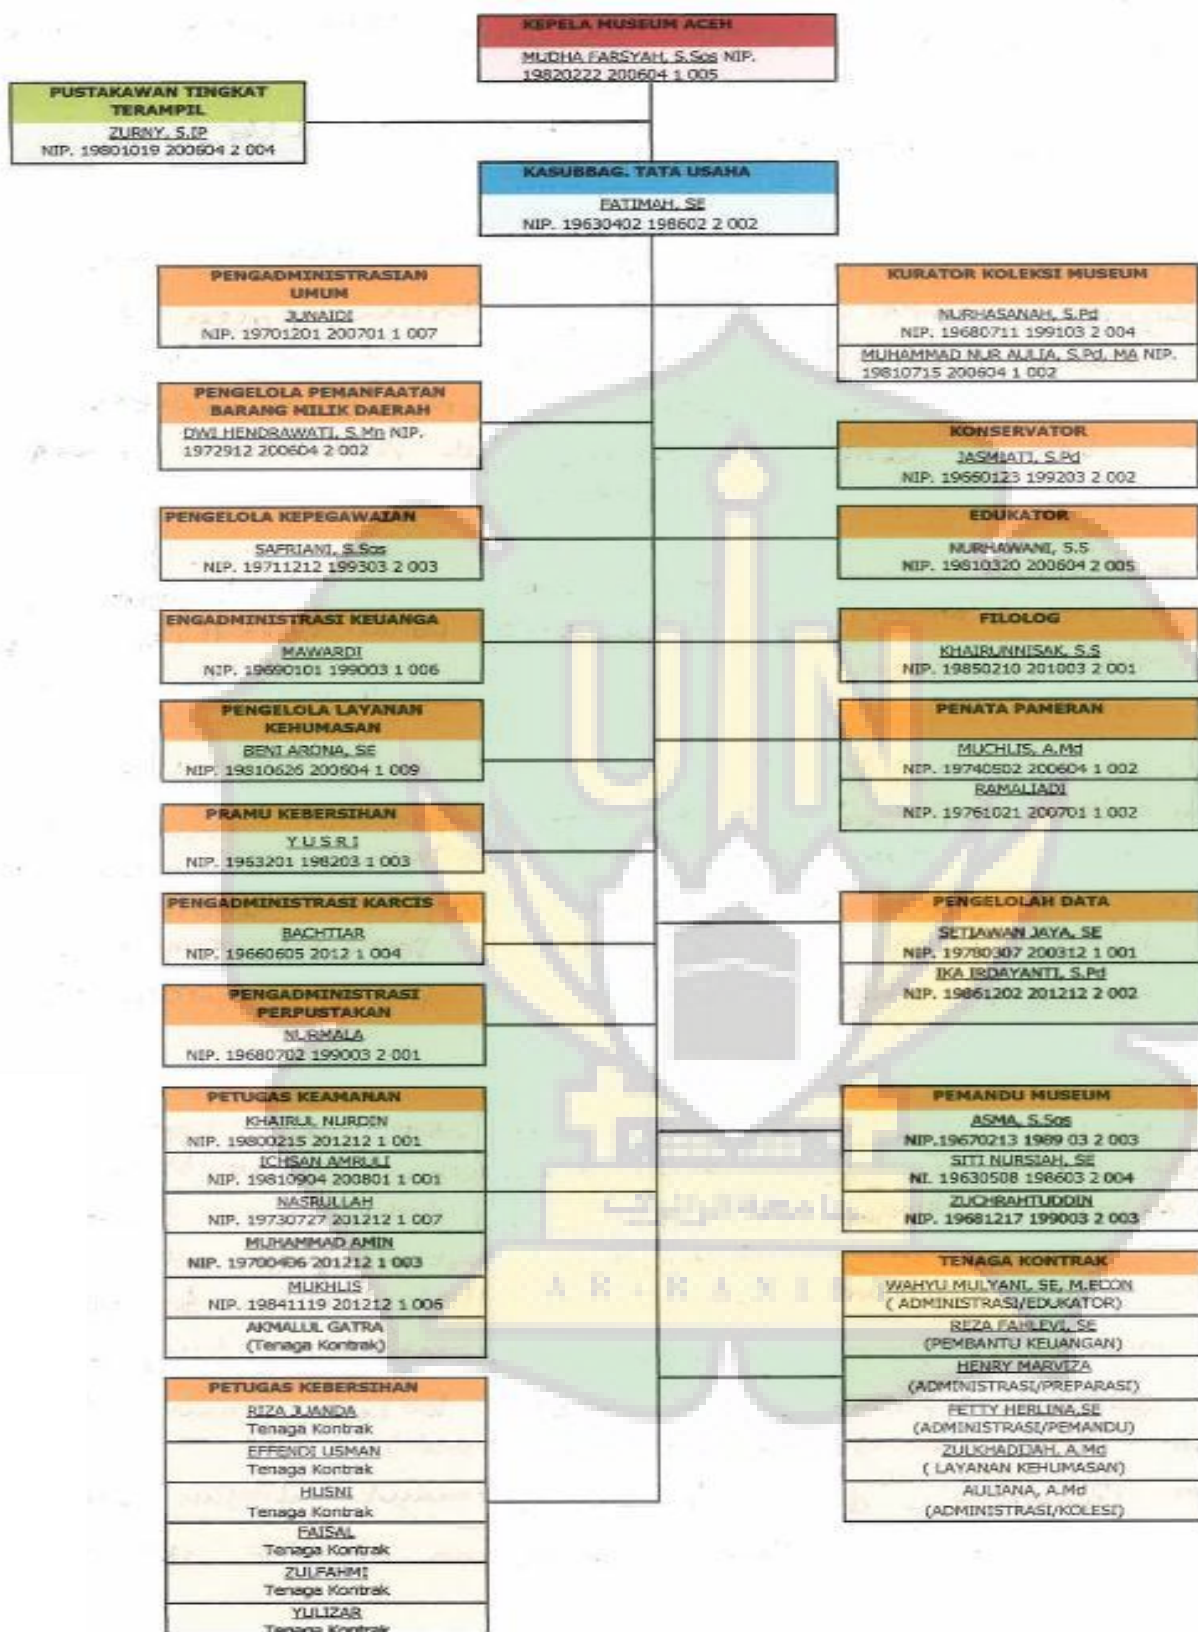 KEPELA MUSEUM ACEH
MUDHA FARSYAH, S.Sos NIP.
19820222 200604 1 005
PUSTAKAWAN TINGKAT
TERAMPIL
ZURNY, S.IP
NIP. 19801019 200604 2 004
KASUBBAG. TATA USAHA
FATIMAH, SE
NIP. 19630402 198602 2 002
PENGADMINISTRASIAN
UMUM
JUNAIDI
NIP. 19701201 200701 1 007
KURATOR KOLEKSI MUSEUM
NURHASANAH, S.Pd
NIP. 19680711 199103 2 004
MUHAMMAD NUR AULIA, S.Pd, MA NIP.
19810715 200604 1 002
PENGELOLA PEMANFAATAN
BARANG MILIK DAERAH
DWI HENDRAWATI, S.Mn NIP.
1972912 200604 2 002
KONSERVATOR
JASMIATI, S.Pd
NIP. 19660123 199203 2 002
PENGELOLA KEPEGAWAIAN
SAFRIANI, S.Sos
NIP. 19711212 199303 2 003
EDUKATOR
NURHAWANI, S.S
NIP. 19810320 200604 2 005
ENGADMINISTRASI KEUANGA
MAWARDI
NIP. 19690101 199003 1 006
FILOLOG
KHAIRUNNISAK, S.S
NIP. 19850210 201003 2 001
PENGELOLA LAYANAN
KEHUMASAN
BENI ARONA, SE
NIP. 19810626 200604 1 009
PENATA PAMERAN
MUCHLIS, A.Md
NIP. 19740502 200604 1 002
RAMALIADI
NIP. 19761021 200701 1 002
PRAMU KEBERSIHAN
Y U S R I
NIP. 1963201 198203 1 003
PENGADMINISTRASI KARCIS
BACHTIAR
NIP. 19660605 2012 1 004
PENGELOLAH DATA
SETIAWAN JAYA, SE
NIP. 19780307 200312 1 001
IKA IRDAYANTI, S.Pd
NIP. 19861202 201212 2 002
PENGADMINISTRASI
PERPUSTAKAN
NURMALA
NIP. 19680702 199003 2 001
PETUGAS KEAMANAN
KHAIRUL NURDIN
NIP. 19800215 201212 1 001
ICHSAN AMRULI
NIP. 19810904 200801 1 001
NASRULLAH
NIP. 19730727 201212 1 007
MUHAMMAD AMIN
NIP. 19700406 201212 1 003
MUKHLIS
NIP. 19841119 201212 1 006
AKMALUL GATRA
(Tenaga Kontrak)
PEMANDU MUSEUM
ASMA, S.Sos
NIP.19670213 1989 03 2 003
SITI NURSIAH, SE
NI. 19630508 198603 2 004
ZUCHRAHTUDDIN
NIP. 19681217 199003 2 003
TENAGA KONTRAK
WAHYU MULYANI, SE, M.ECON
( ADMINISTRASI/EDUKATOR)
REZA FAHLEVI, SE
(PEMBANTU KEUANGAN)
HENRY MARVIZA
(ADMINISTRASI/PREPARASI)
FETTY HERLINA,SE
(ADMINISTRASI/PEMANDU)
ZULKHADIJAH, A.Md
( LAYANAN KEHUMASAN)
AULIANA, A.Md
(ADMINISTRASI/KOLESI)
PETUGAS KEBERSIHAN
RIZA JUANDA
Tenaga Kontrak
EFFENDI USMAN
Tenaga Kontrak
HUSNI
Tenaga Kontrak
FAISAL
Tenaga Kontrak
ZULFAHMI
Tenaga Kontrak
YULIZAR
Tenaga Kontrak
UIN
AR-RANIRY